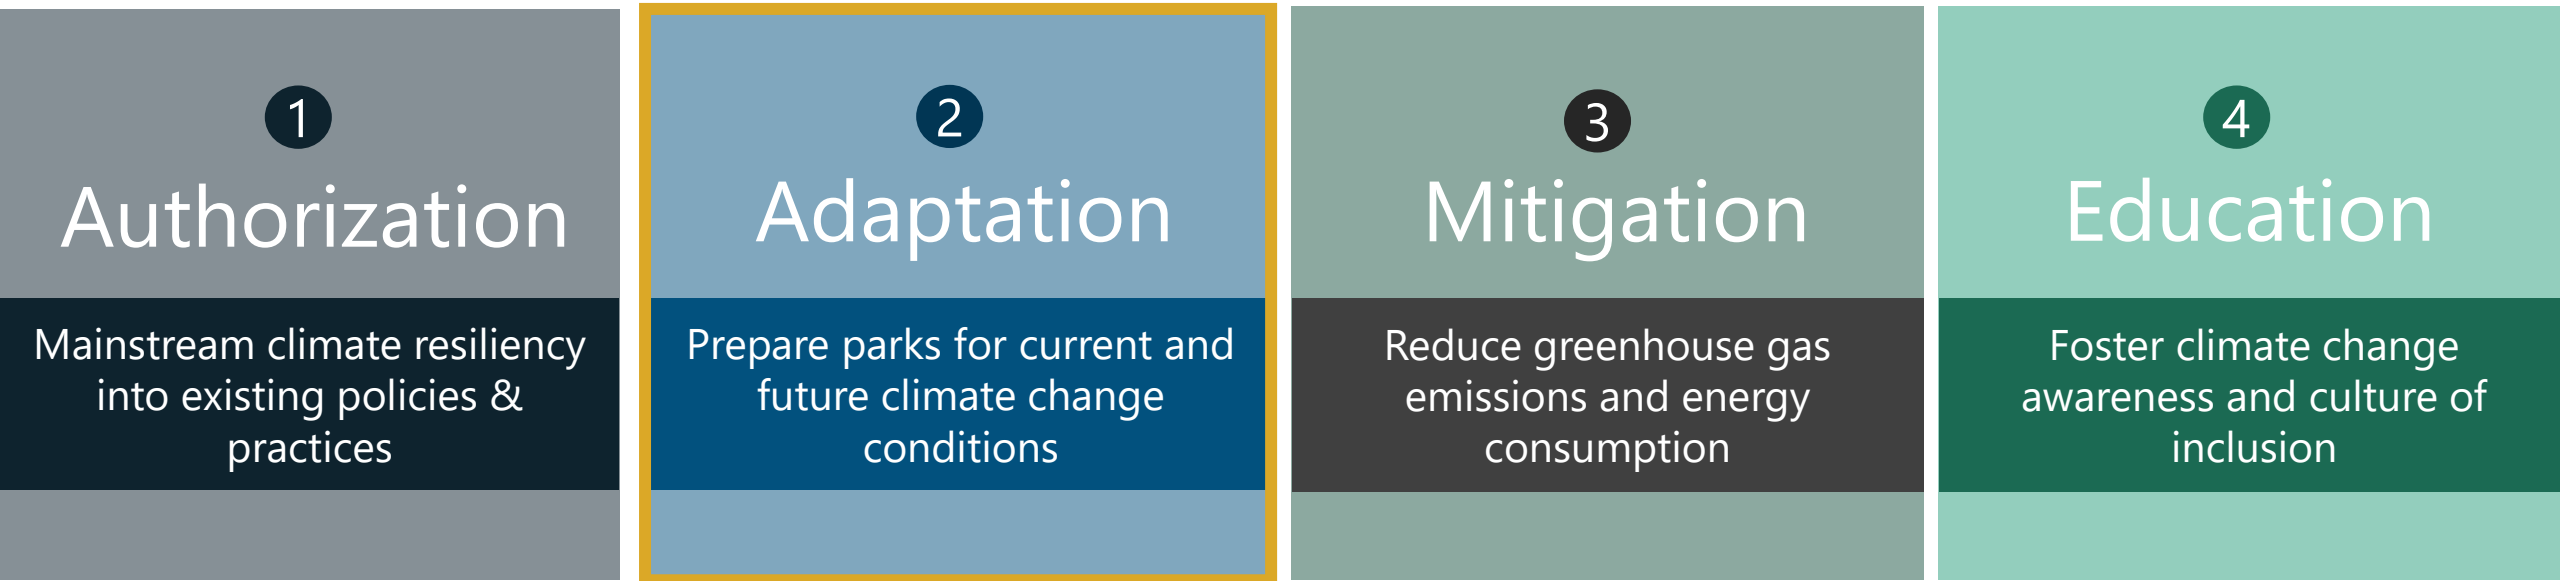 1
Authorization
Mainstream climate resiliency
into existing policies &
practices
2
Adaptation
Prepare parks for current and
future climate change
conditions
3
Mitigation
Reduce greenhouse gas
emissions and energy
consumption
4
Education
Foster climate change
awareness and culture of
inclusion